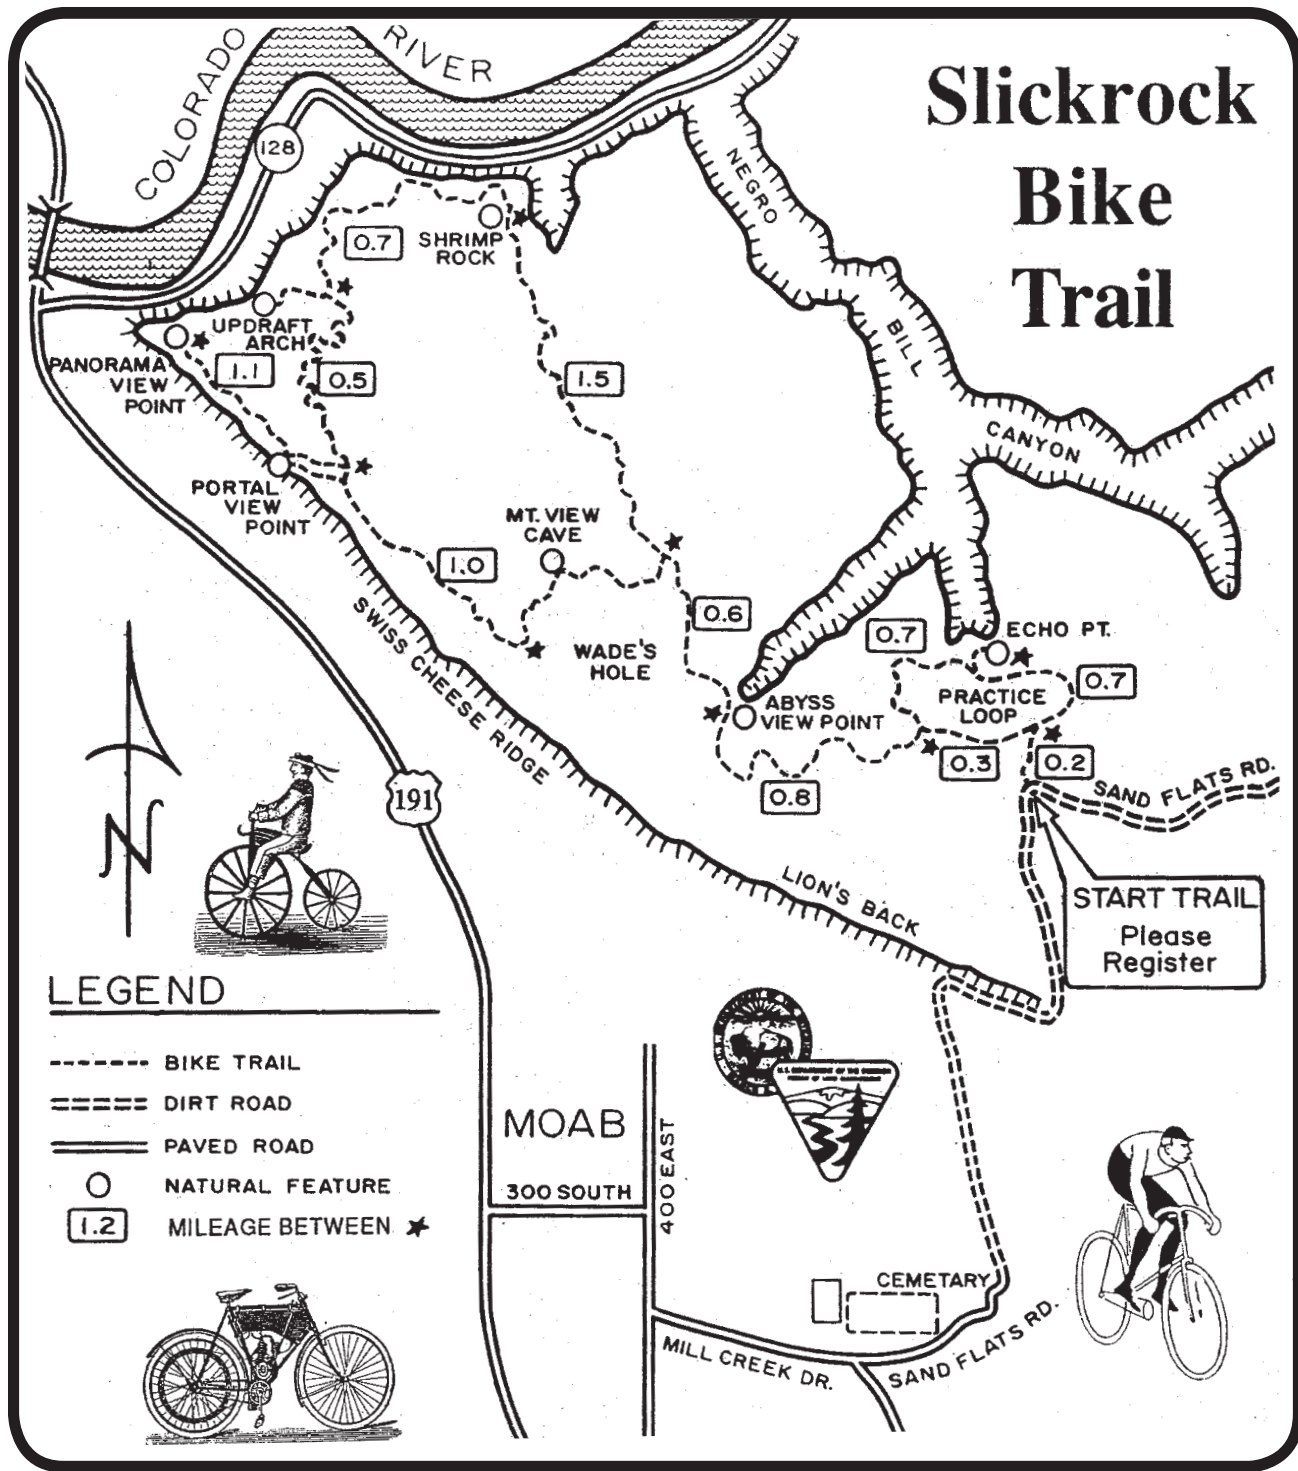 COLORADO
RIVER
Slickrock
Bike
Trail
128
NEGRO
BILL
CANYON
0.7
SHRIMP
ROCK
UPDRAFT
ARCH
PANORAMA
VIEW
POINT
1.1
0.5
1.5
PORTAL
VIEW
POINT
MT. VIEW
CAVE
1.0
0.6
SWISS CHEESE RIDGE
WADE'S
HOLE
0.7
ECHO PT.
0.7
PRACTICE
LOOP
ABYSS
VIEW POINT
0.3
0.2
0.8
SAND FLATS RD.
191
N
LION'S BACK
START TRAIL
Please
Register
LEGEND
BIKE TRAIL
DIRT ROAD
PAVED ROAD
NATURAL FEATURE
1.2
MILEAGE BETWEEN
MOAB
300 SOUTH
400 EAST
CEMETARY
MILL CREEK DR.
SAND FLATS RD.